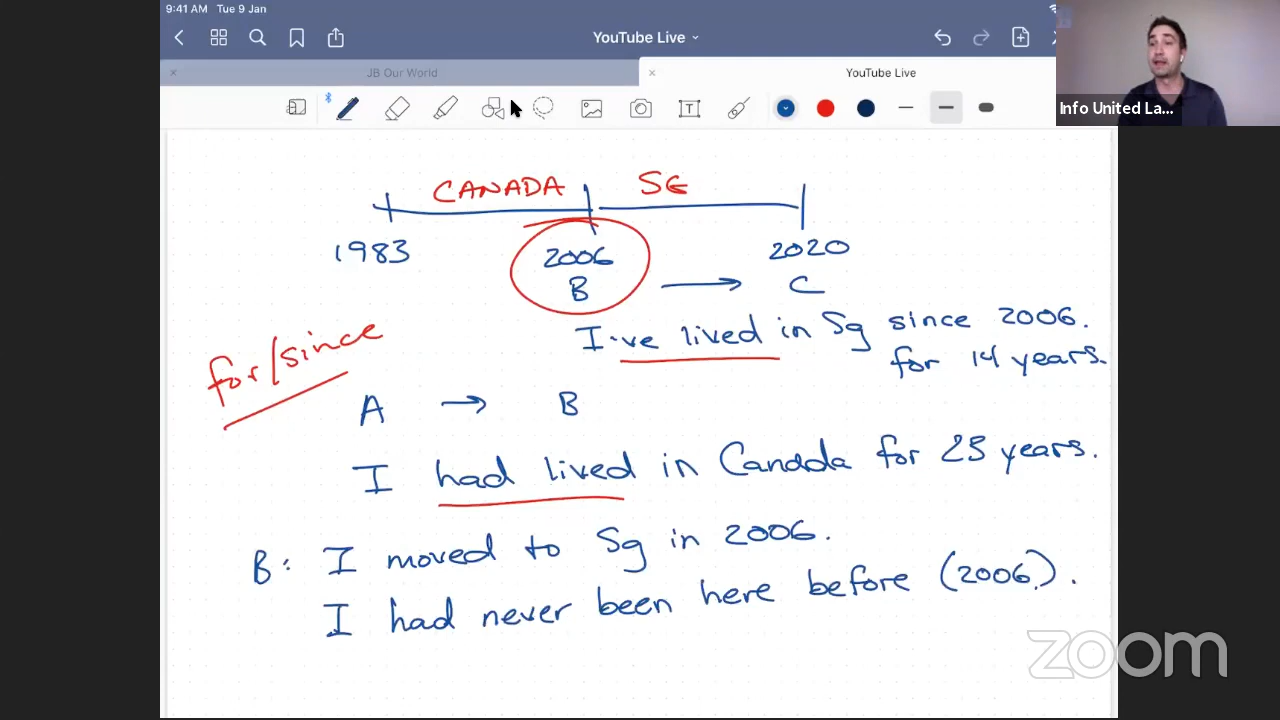 9:41 AM Tue 9 Jan
YouTube Live
JB Our World
YouTube Live
Info United La...
CANADA SG
1983 2006 2020
B → C
I've lived in Sg since 2006.
for 14 years.
for/since
A → B
I had lived in Canada for 23 years.
B: I moved to Sg in 2006.
I had never been here before (2006).
zoom